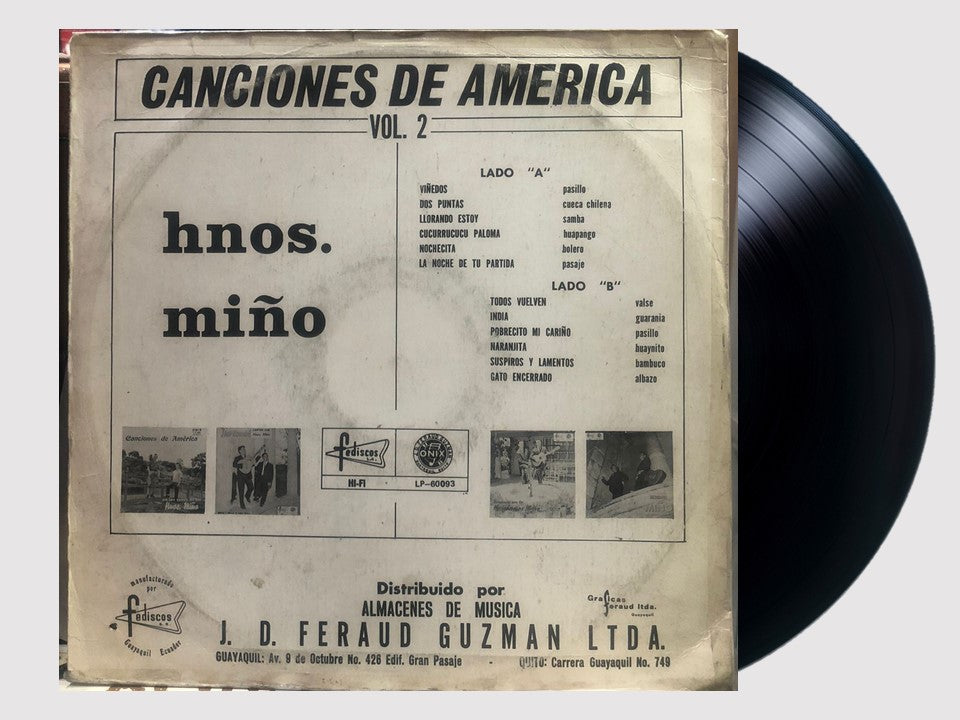 CANCIONES DE AMERICA
VOL. 2
hnos.
miño
LADO "A"
VIÑEDOS pasillo
DOS PUNTAS cueca chilena
LLORANDO ESTOY samba
CUCURRUCUCU PALOMA huapango
NOCHECITA bolero
LA NOCHE DE TU PARTIDA pasaje
LADO "B"
TODOS VUELVEN valse
INDIA guarania
POBRECITO MI CARIÑO pasillo
NARANJITA huaynito
SUSPIROS Y LAMENTOS bambuco
GATO ENCERRADO albazo
Canciones de América
Hnos. Miño
fediscos
S.A.
ONIX
HI-FI
LP-60093
manufacturado
por
fediscos
s.a.
Guayaquil Ecuador
Distribuido por
ALMACENES DE MUSICA
J. D. FERAUD GUZMAN LTDA.
GUAYAQUIL: Av. 9 de Octubre No. 426 Edif. Gran Pasaje - QUITO: Carrera Guayaquil No. 749
Graficas
feraud ltda.
Guayaquil